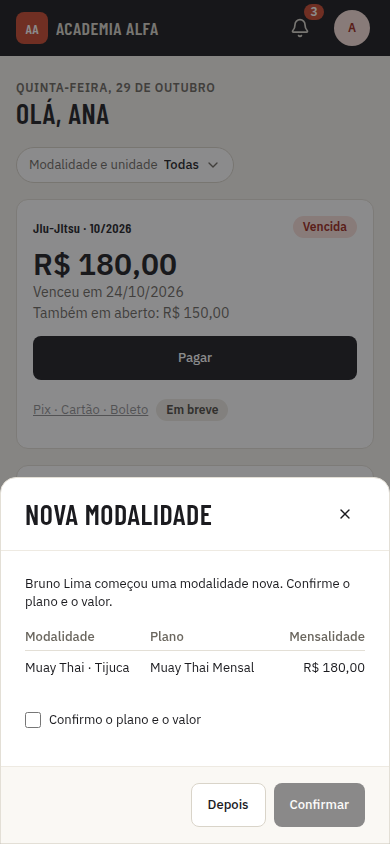 AA ACADEMIA ALFA 3 A
QUINTA-FEIRA, 29 DE OUTUBRO
OLÁ, ANA
Modalidade e unidade Todas
Jiu-Jitsu · 10/2026 Vencida
R$ 180,00
Venceu em 24/10/2026
Também em aberto: R$ 150,00
Pagar
Pix · Cartão · Boleto Em breve
NOVA MODALIDADE
Bruno Lima começou uma modalidade nova. Confirme o
plano e o valor.
Modalidade Plano Mensalidade
Muay Thai · Tijuca Muay Thai Mensal R$ 180,00
Confirmo o plano e o valor
Depois Confirmar